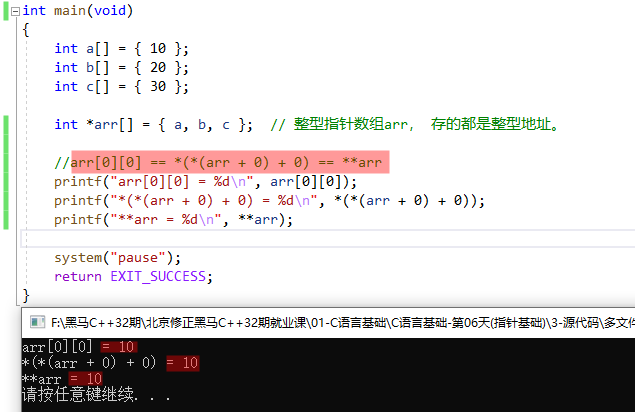 int main(void)
{
int a[] = { 10 };
int b[] = { 20 };
int c[] = { 30 };
int *arr[] = { a, b, c };  // 整型指针数组arr， 存的都是整型地址。
//arr[0][0] == *(*(arr + 0) + 0) == **arr
printf("arr[0][0] = %d\n", arr[0][0]);
printf("*(*(arr + 0) + 0) = %d\n", *(*(arr + 0) + 0));
printf("**arr = %d\n", **arr);
system("pause");
return EXIT_SUCCESS;
}
F:\黑马C++32期\北京修正黑马C++32期就业课\01-C语言基础\C语言基础-第06天(指针基础)\3-源代码\多文件
arr[0][0] = 10
*(*(arr + 0) + 0) = 10
**arr = 10
请按任意键继续. . .